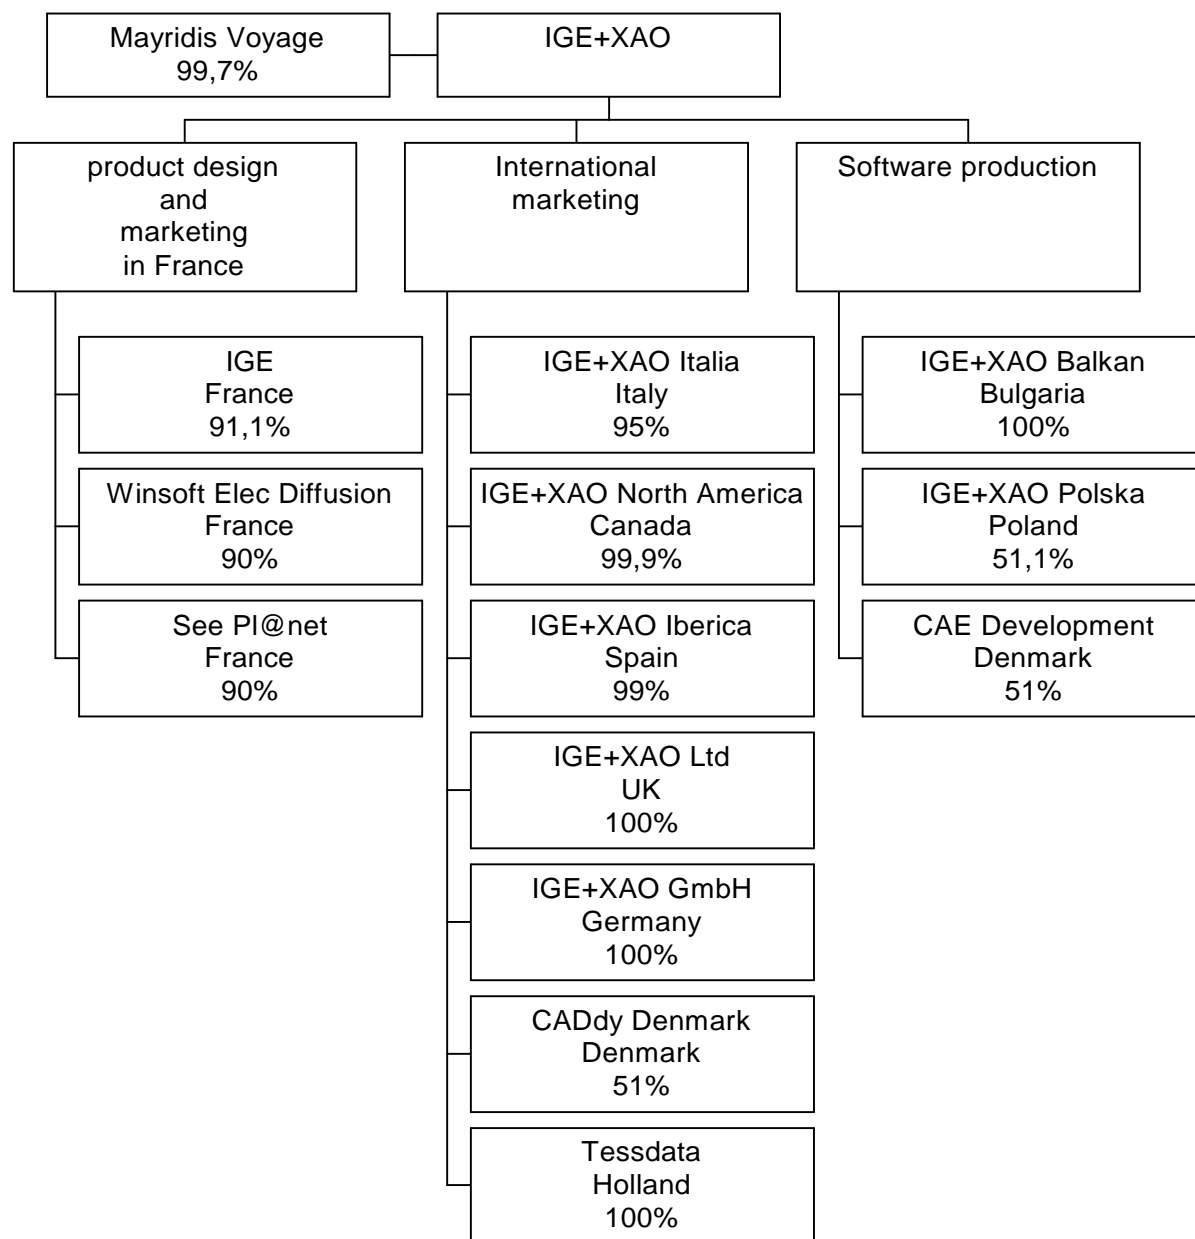 Mayridis Voyage
99,7%
IGE+XAO
product design
and
marketing
in France
International
marketing
Software production
IGE
France
91,1%
Winsoft Elec Diffusion
France
90%
See Pl@net
France
90%
IGE+XAO Italia
Italy
95%
IGE+XAO North America
Canada
99,9%
IGE+XAO Iberica
Spain
99%
IGE+XAO Ltd
UK
100%
IGE+XAO GmbH
Germany
100%
CADdy Denmark
Denmark
51%
Tessdata
Holland
100%
IGE+XAO Balkan
Bulgaria
100%
IGE+XAO Polska
Poland
51,1%
CAE Development
Denmark
51%